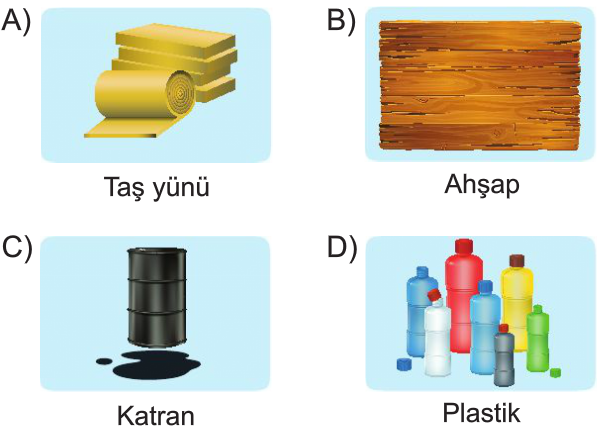 A)
Taş yünü
B)
Ahşap
C)
Katran
D)
Plastik